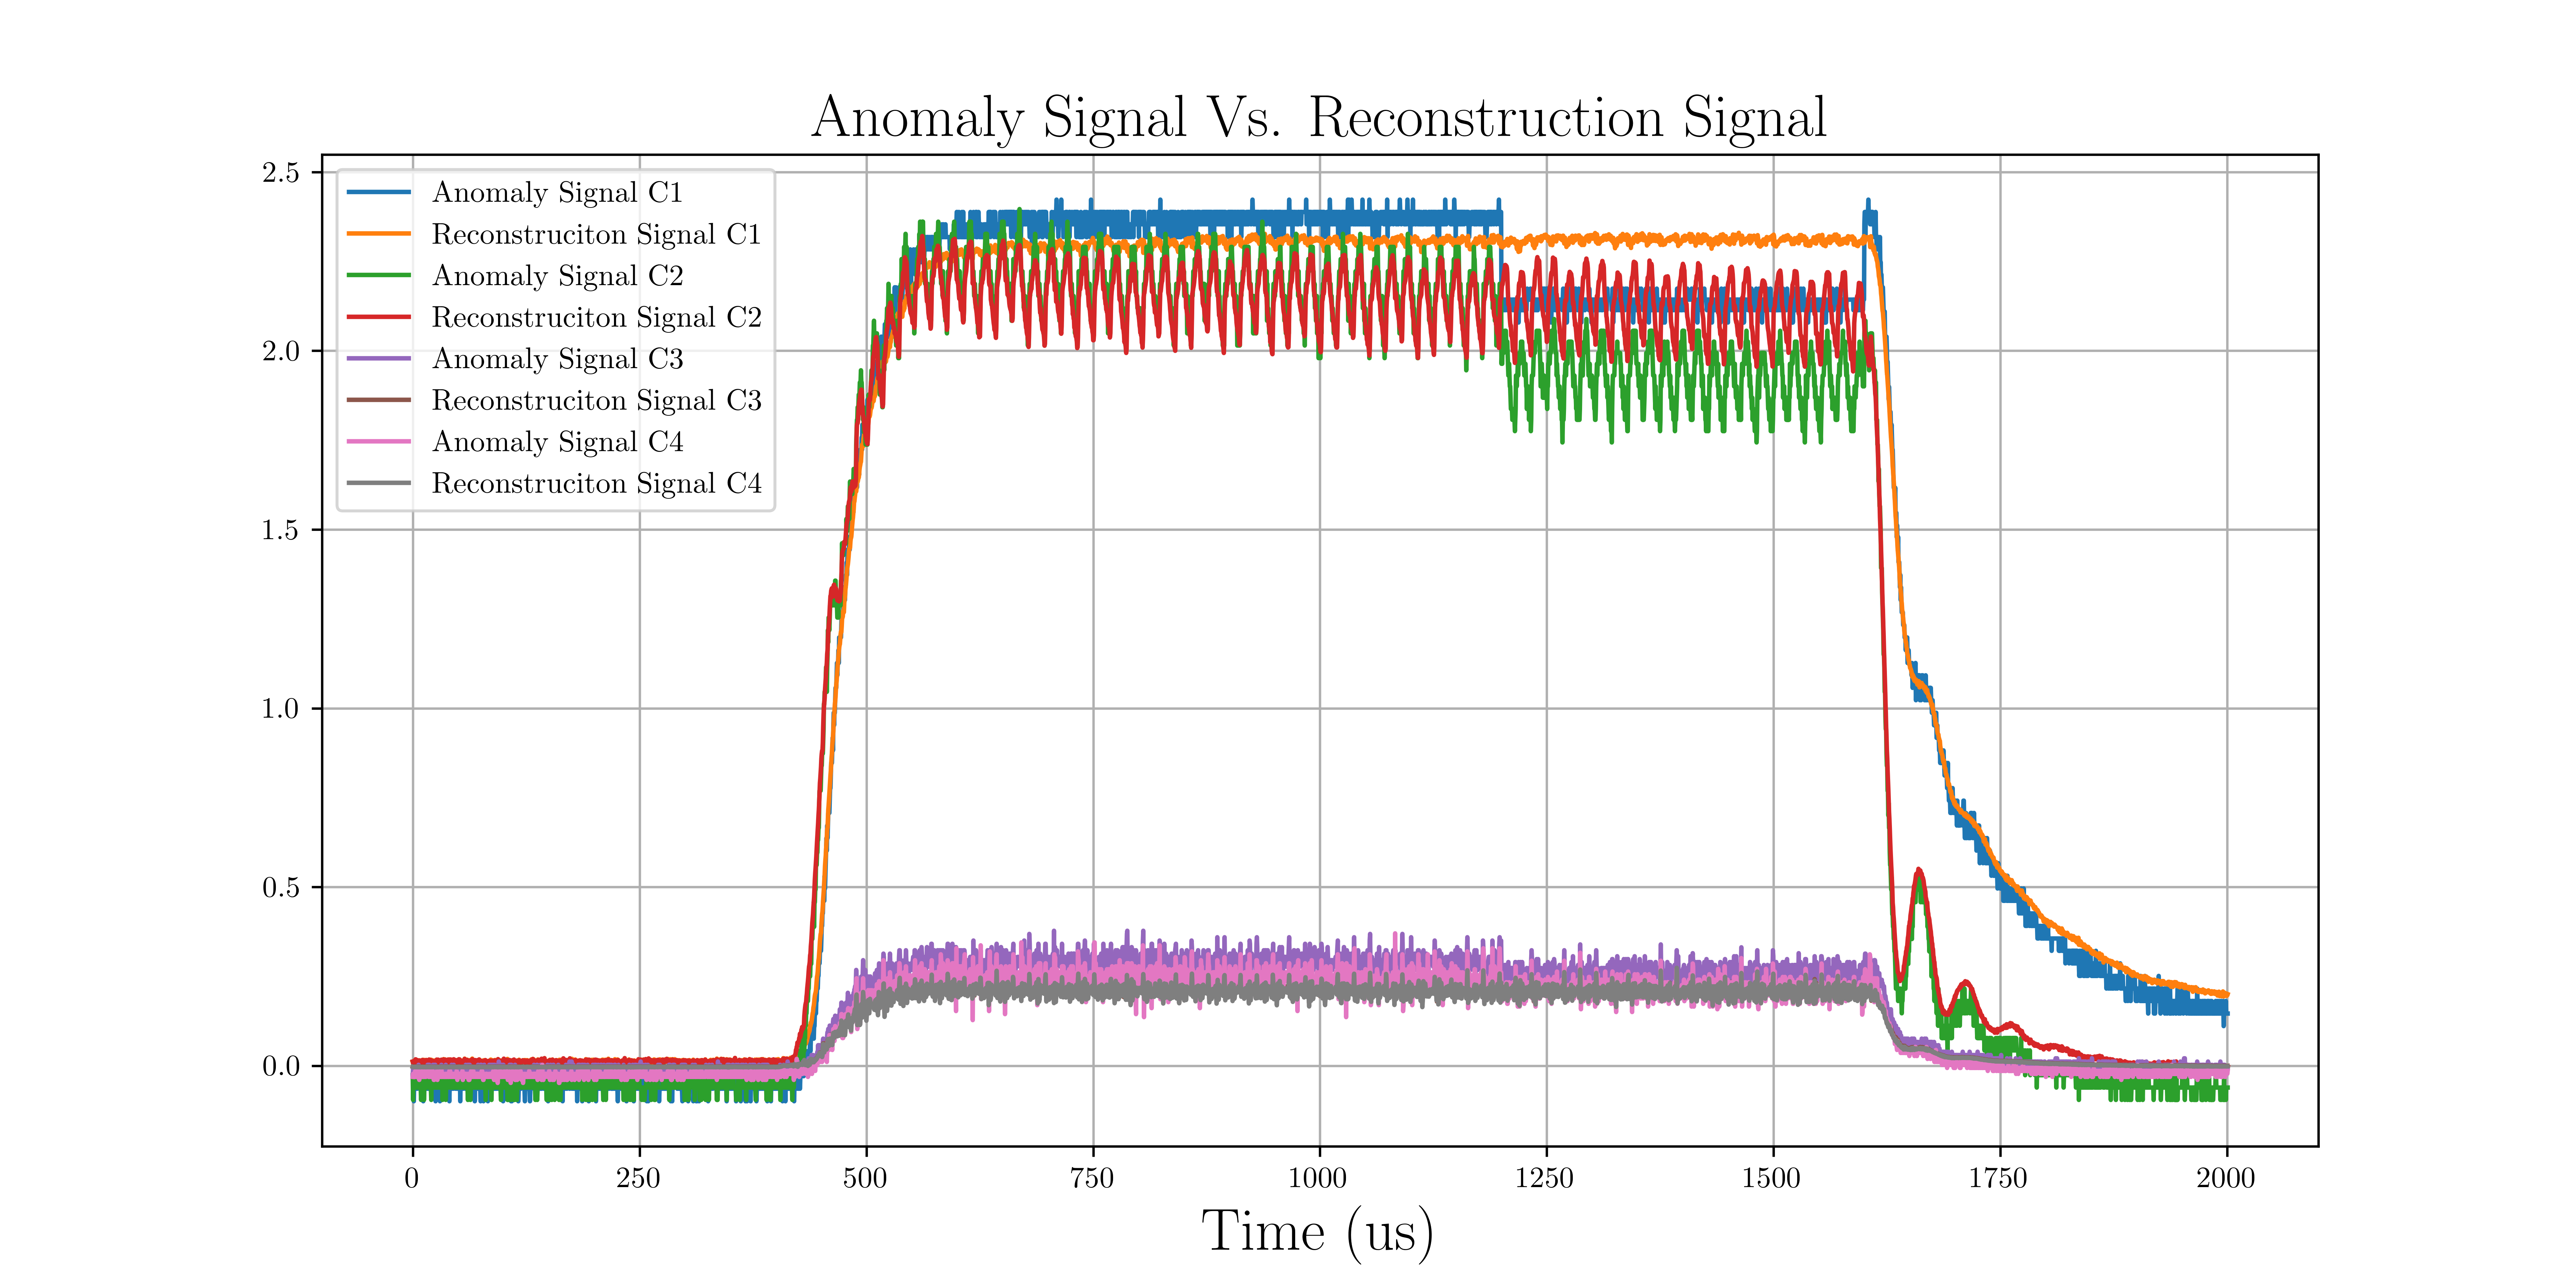 Anomaly Signal Vs. Reconstruction Signal
2.5
2.0
1.5
1.0
0.5
0.0
Anomaly Signal C1
Reconstruciton Signal C1
Anomaly Signal C2
Reconstruciton Signal C2
Anomaly Signal C3
Reconstruciton Signal C3
Anomaly Signal C4
Reconstruciton Signal C4
0 250 500 750 1000 1250 1500 1750 2000
Time (us)